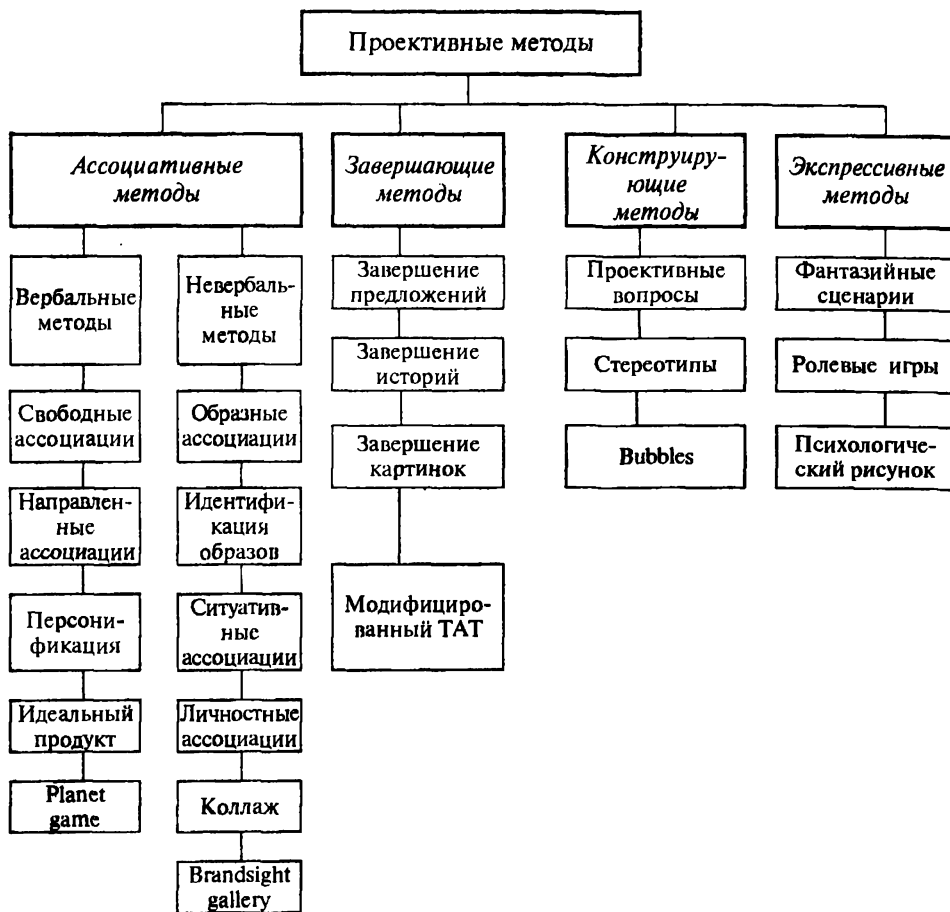 Проективные методы
Ассоциативные
методы
Завершающие
методы
Конструиру-
ющие
методы
Экспрессивные
методы
Вербальные
методы
Свободные
ассоциации
Направлен-
ные
ассоциации
Персони-
фикация
Идеальный
продукт
Planet
game
Невербаль-
ные
методы
Образные
ассоциации
Идентифи-
кация
образов
Ситуатив-
ные
ассоциации
Личностные
ассоциации
Коллаж
Brandsight
gallery
Завершение
предложений
Завершение
историй
Завершение
картинок
Модифициро-
ванный ТАТ
Проективные
вопросы
Стереотипы
Bubbles
Фантазийные
сценарии
Ролевые игры
Психологиче-
ский рисунок